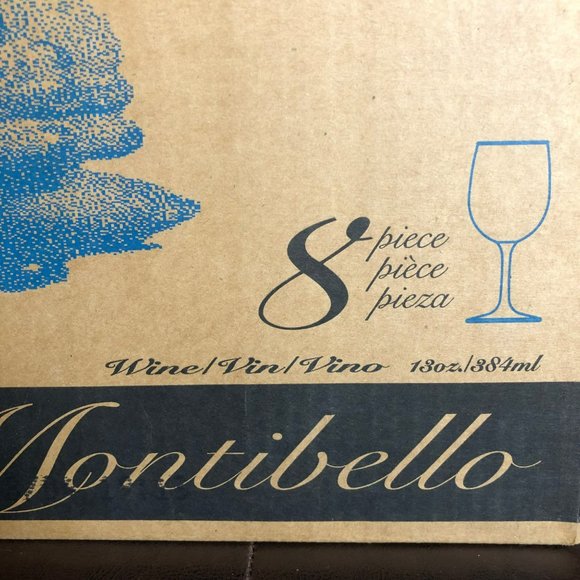 8 piece
pièce
pieza
Wine/Vin/Vino 13oz./384ml
Montibello